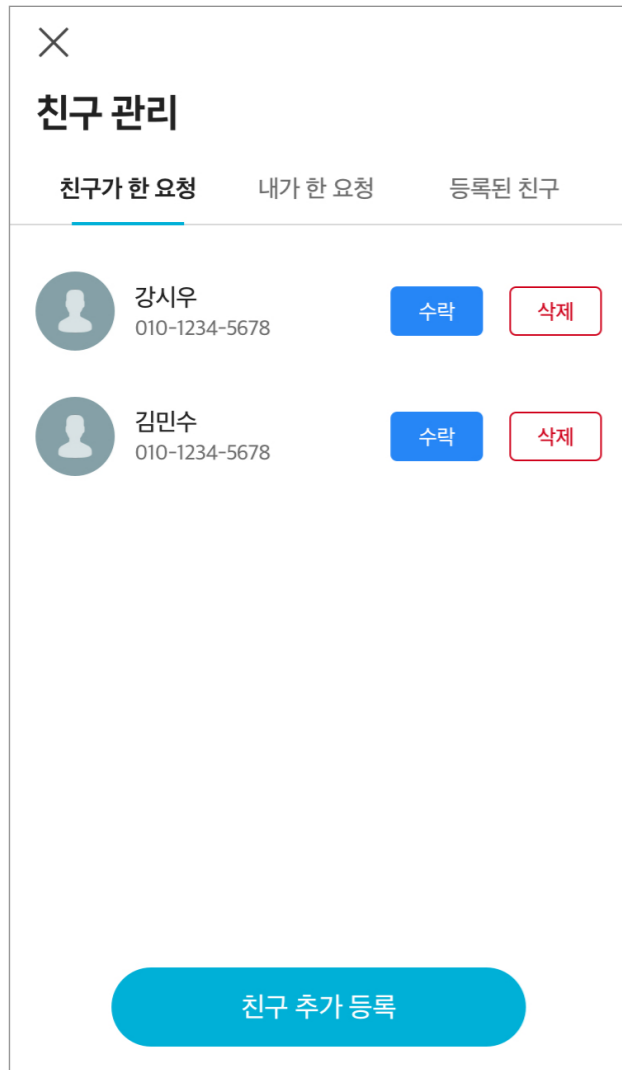 친구 관리
친구가 한 요청 내가 한 요청 등록된 친구
강시우
010-1234-5678
수락 삭제
김민수
010-1234-5678
수락 삭제
친구 추가 등록